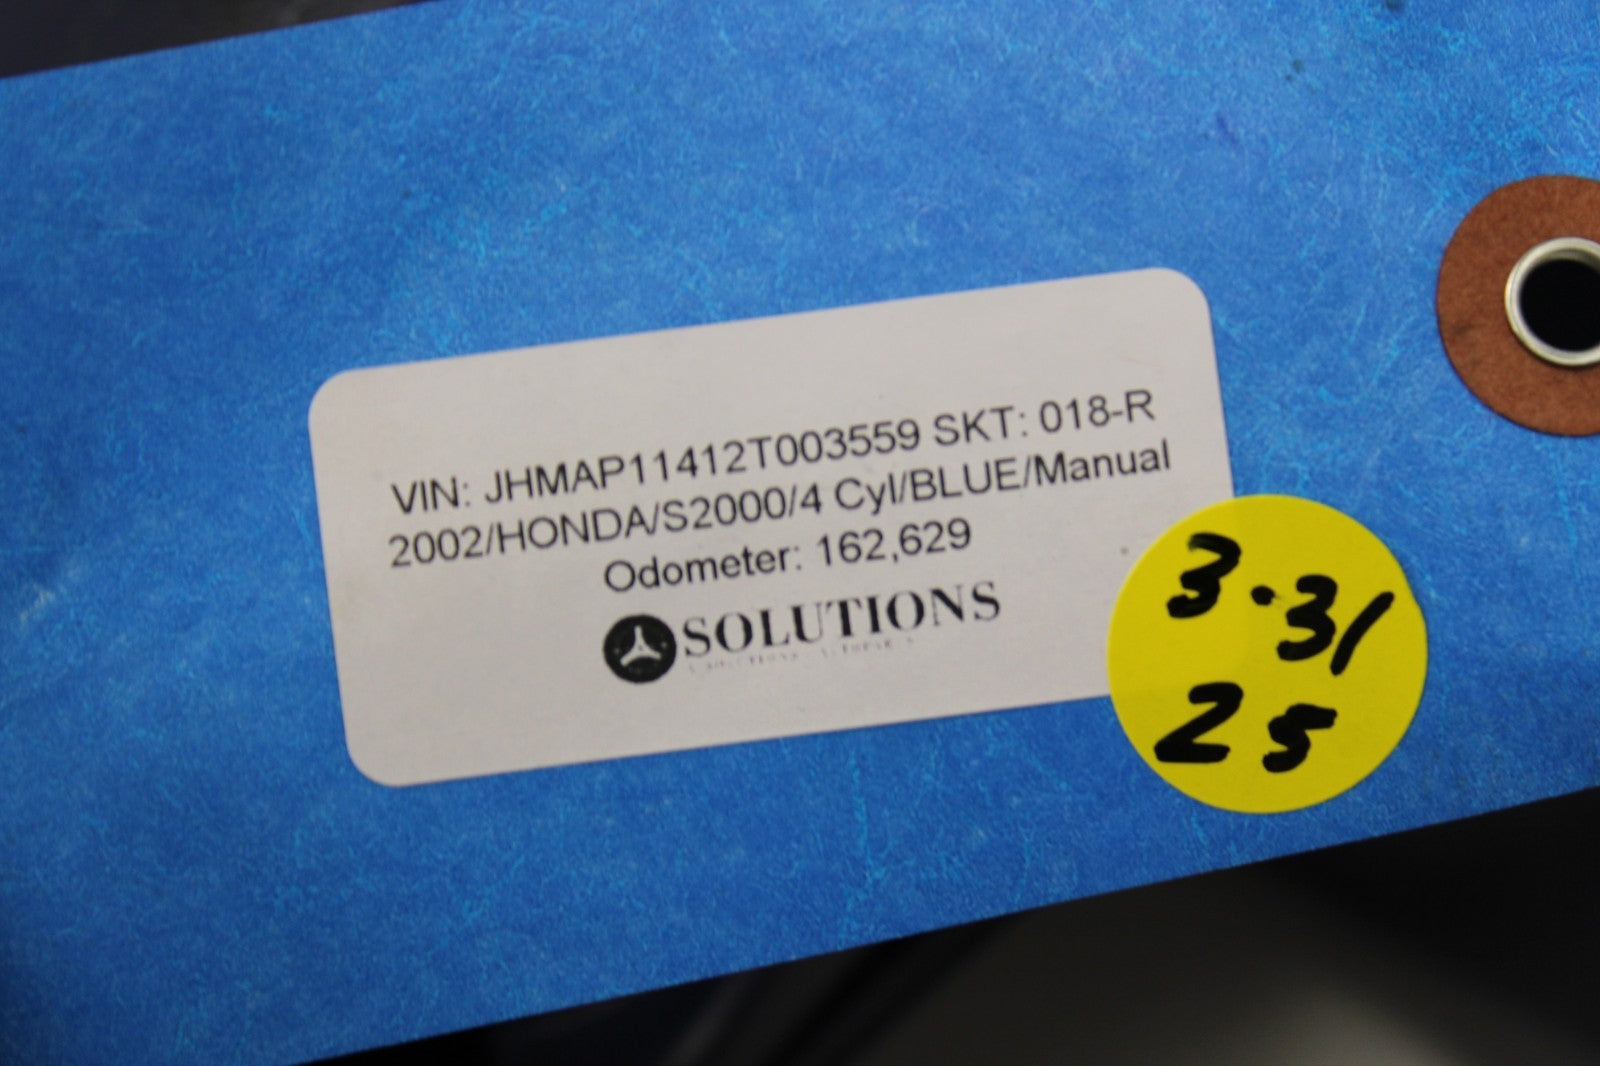 VIN: JHMAP11412T003559 SKT: 018-R
2002/HONDA/S2000/4 Cyl/BLUE/Manual
Odometer: 162,629
SOLUTIONS
3.31
25